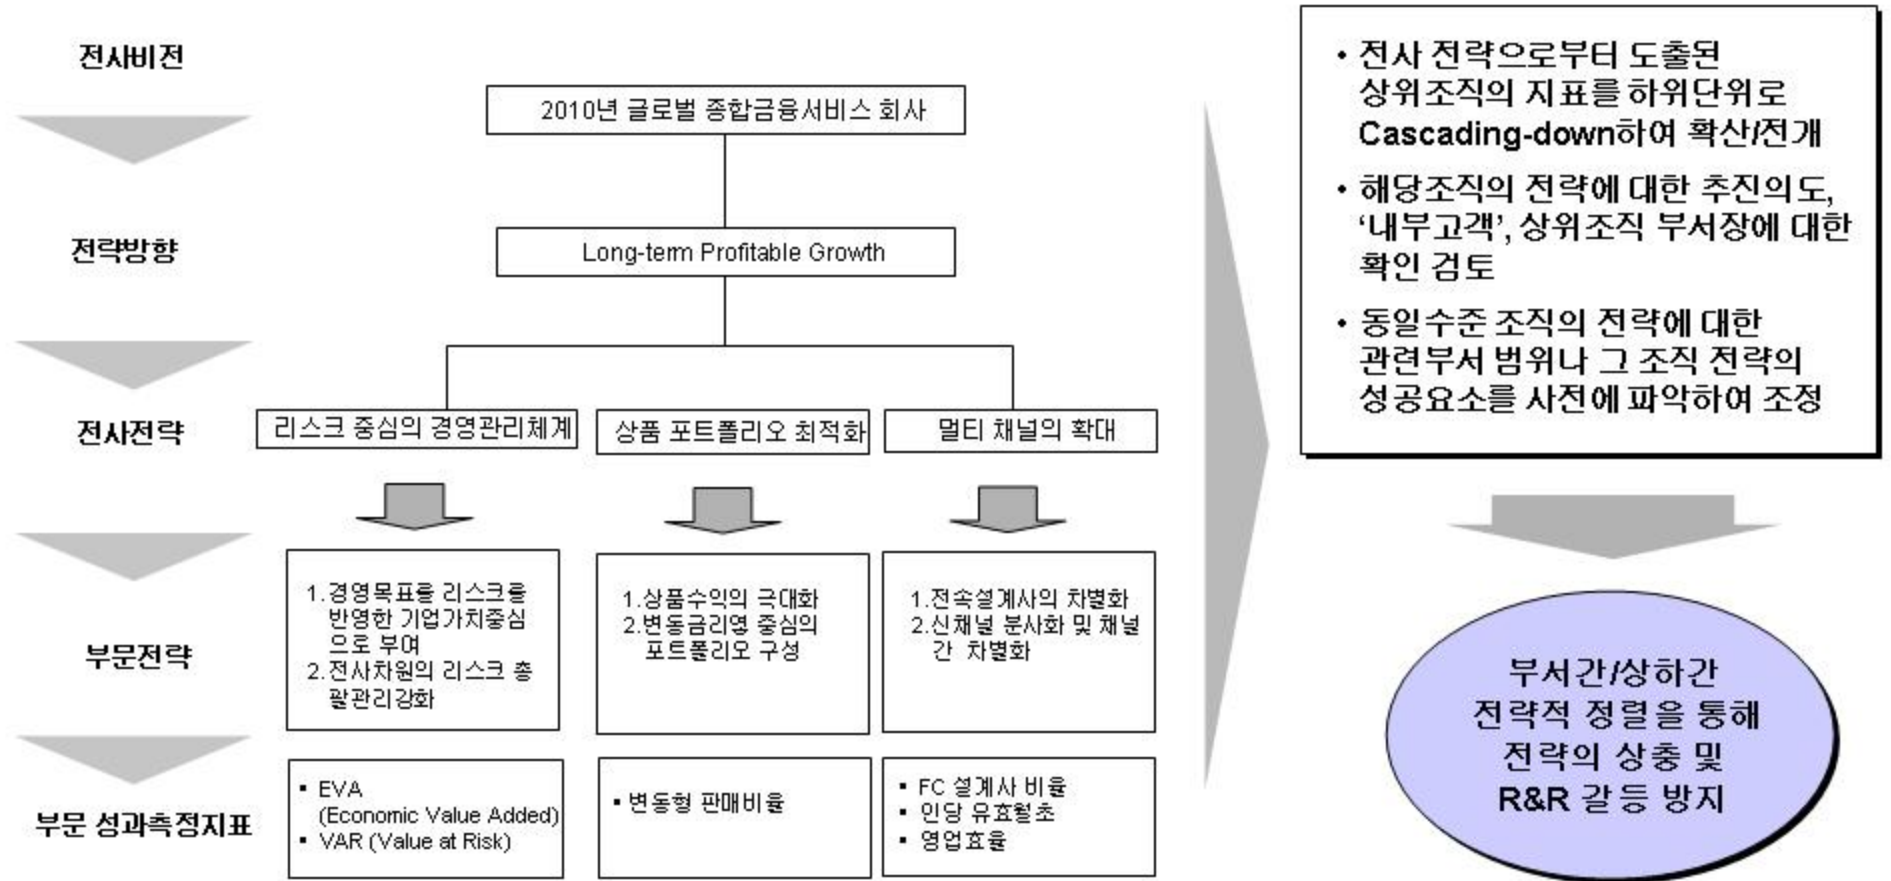 전사비전
2010년 글로벌 종합금융서비스 회사
전략방향
Long-term Profitable Growth
전사전략
리스크 중심의 경영관리체계
상품 포트폴리오 최적화
멀티 채널의 확대
부문전략
1.경영목표를 리스크를
반영한 기업가치중심
으로 부여
2.전사차원의 리스크 총
괄관리강화
1.상품수익의 극대화
2.변동금리영 중심의
포트폴리오 구성
1.전속설계사의 차별화
2.신채널 분사화 및 채널
간 차별화
부문 성과측정지표
▪ EVA
(Economic Value Added)
▪ VAR (Value at Risk)
▪ 변동형 판매비율
▪ FC 설계사 비율
▪ 인당 유효월초
▪ 영업효율
• 전사 전략으로부터 도출된
상위조직의 지표를 하위단위로
Cascading-down하여 확산/전개
• 해당조직의 전략에 대한 추진의도,
‘내부고객’, 상위조직 부서장에 대한
확인 검토
• 동일수준 조직의 전략에 대한
관련부서 범위나 그 조직 전략의
성공요소를 사전에 파악하여 조정
부서간/상하간
전략적 정렬을 통해
전략의 상충 및
R&R 갈등 방지